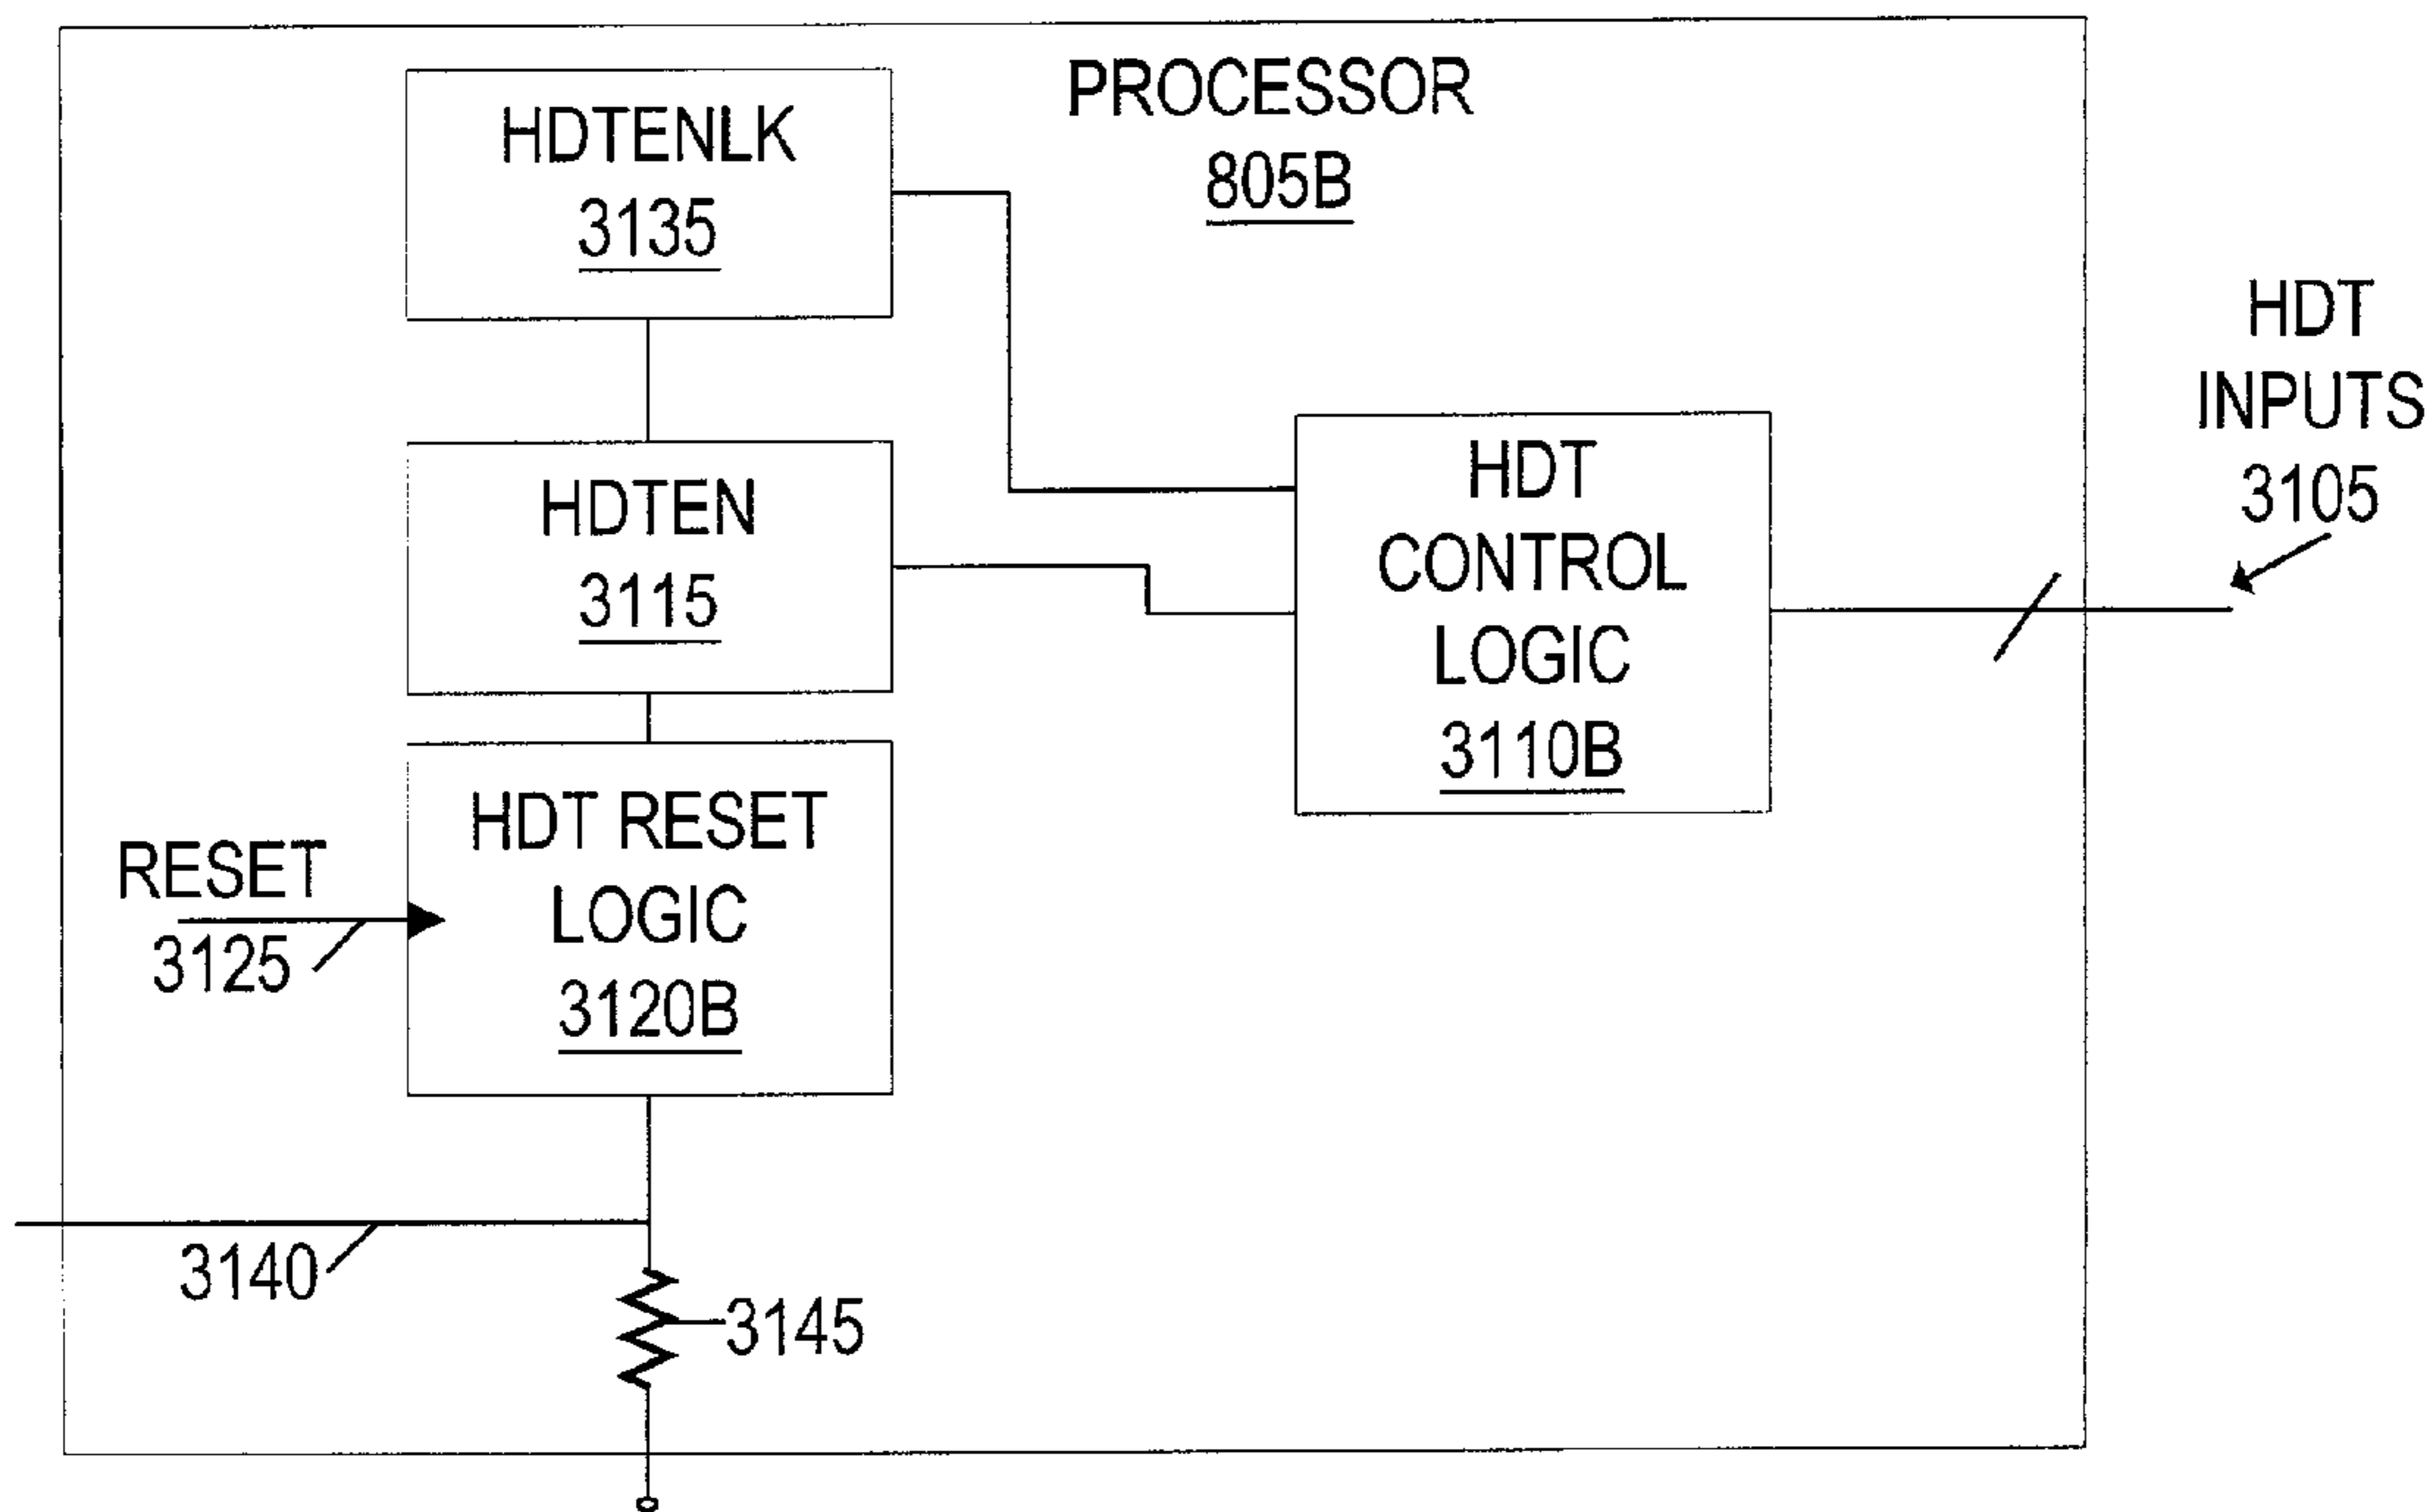 PROCESSOR
805B
HDTENLK
3135
HDTEN
3115
HDT
CONTROL
LOGIC
3110B
HDT
INPUTS
3105
HDT RESET
LOGIC
3120B
RESET
3125
3140
3145